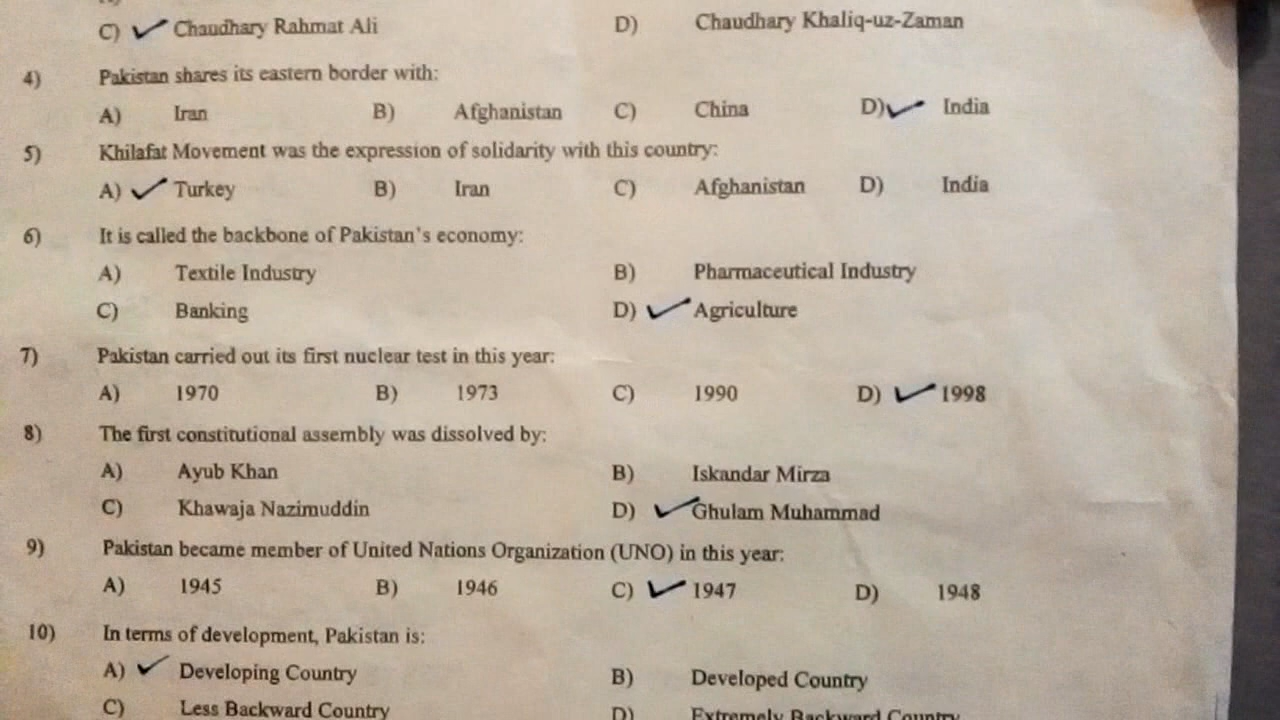 C) ✓ Chaudhary Rahmat Ali D) Chaudhary Khaliq-uz-Zaman
4) Pakistan shares its eastern border with:
A) Iran B) Afghanistan C) China D) ✓ India
5) Khilafat Movement was the expression of solidarity with this country:
A) ✓ Turkey B) Iran C) Afghanistan D) India
6) It is called the backbone of Pakistan's economy:
A) Textile Industry B) Pharmaceutical Industry
C) Banking D) ✓ Agriculture
7) Pakistan carried out its first nuclear test in this year:
A) 1970 B) 1973 C) 1990 D) ✓ 1998
8) The first constitutional assembly was dissolved by:
A) Ayub Khan B) Iskandar Mirza
C) Khawaja Nazimuddin D) ✓ Ghulam Muhammad
9) Pakistan became member of United Nations Organization (UNO) in this year:
A) 1945 B) 1946 C) ✓ 1947 D) 1948
10) In terms of development, Pakistan is:
A) ✓ Developing Country B) Developed Country
C) Less Backward Country D) Extremely Backward Country